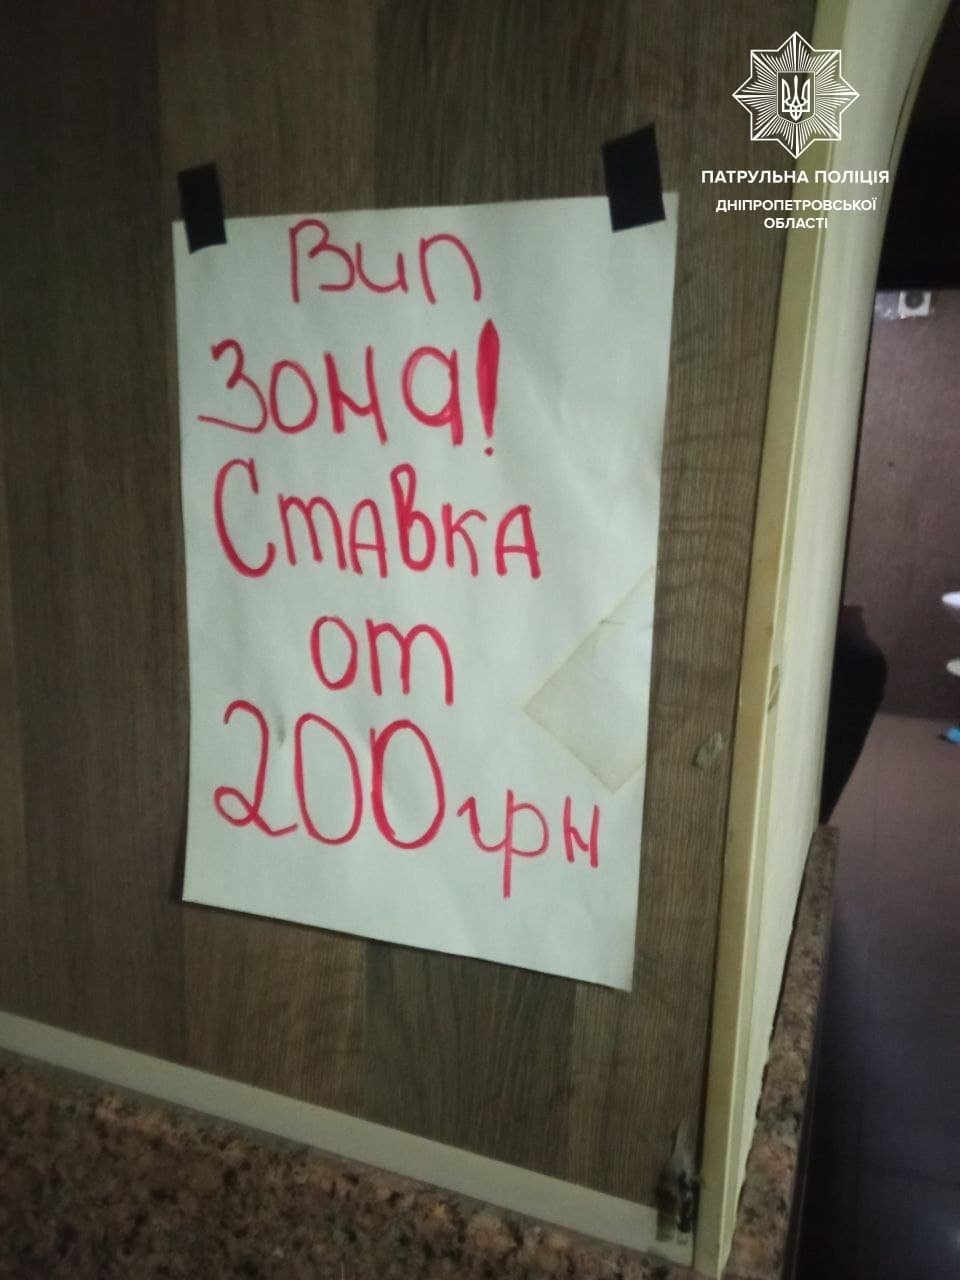 ПАТРУЛЬНА ПОЛІЦІЯ
ДНІПРОПЕТРОВСЬКОЇ
ОБЛАСТІ
Вип
Зона!
Ставка
от
200грн